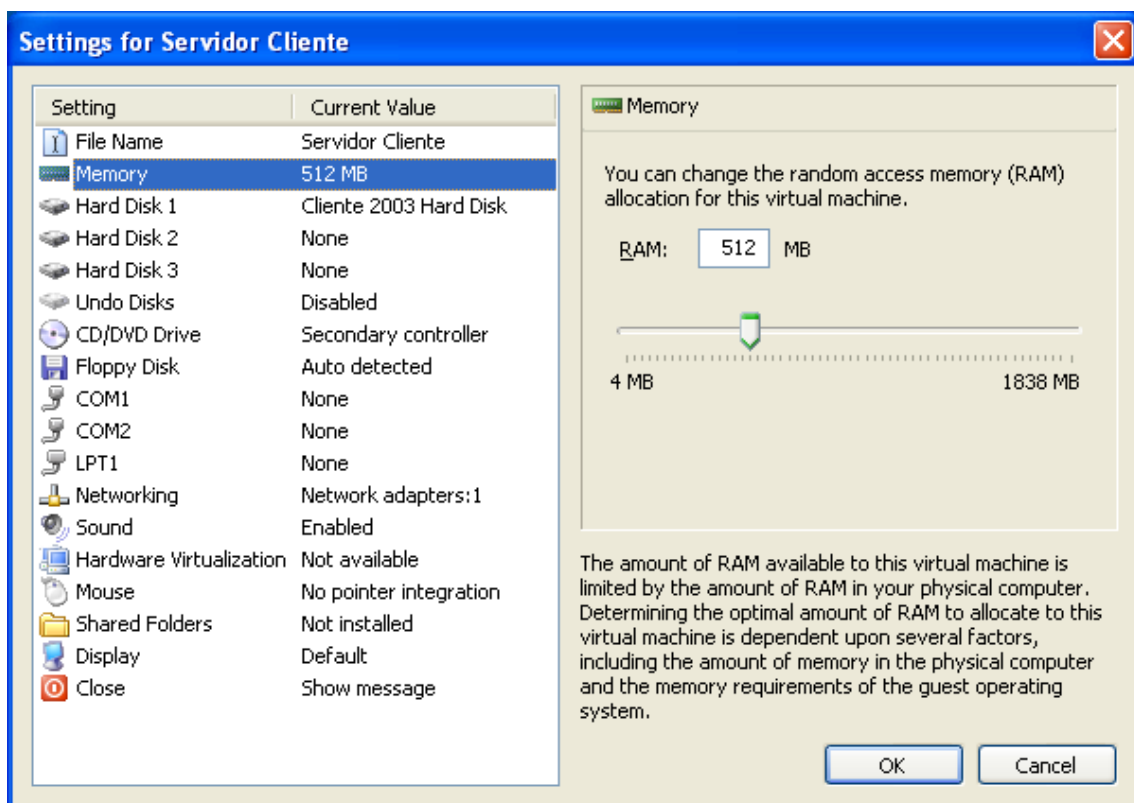 Settings for Servidor Cliente
Setting Current Value
File Name Servidor Cliente
Memory 512 MB
Hard Disk 1 Cliente 2003 Hard Disk
Hard Disk 2 None
Hard Disk 3 None
Undo Disks Disabled
CD/DVD Drive Secondary controller
Floppy Disk Auto detected
COM1 None
COM2 None
LPT1 None
Networking Network adapters:1
Sound Enabled
Hardware Virtualization Not available
Mouse No pointer integration
Shared Folders Not installed
Display Default
Close Show message
Memory
You can change the random access memory (RAM)
allocation for this virtual machine.
RAM: 512 MB
4 MB 1838 MB
The amount of RAM available to this virtual machine is
limited by the amount of RAM in your physical computer.
Determining the optimal amount of RAM to allocate to this
virtual machine is dependent upon several factors,
including the amount of memory in the physical computer
and the memory requirements of the guest operating
system.
OK Cancel